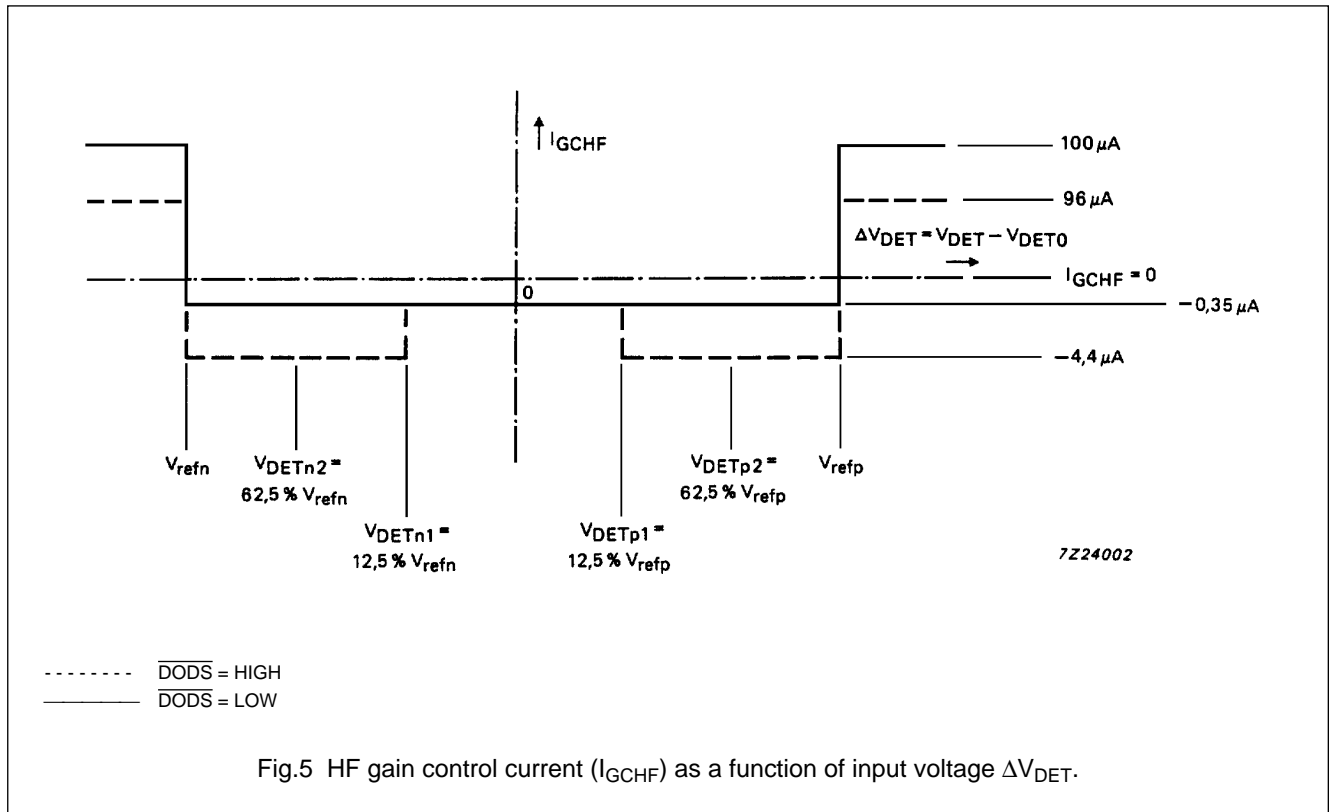 I_GCHF
100 μA
96 μA
ΔV_DET = V_DET − V_DET0
I_GCHF = 0
0
−0,35 μA
−4,4 μA
V_refn
V_DETn2 =
62,5 % V_refn
V_DETp2 =
62,5 % V_refp
V_refp
V_DETn1 =
12,5 % V_refn
V_DETp1 =
12,5 % V_refp
7Z24002
D̅O̅D̅S̅ = HIGH
D̅O̅D̅S̅ = LOW
Fig.5 HF gain control current (I_GCHF) as a function of input voltage ΔV_DET.